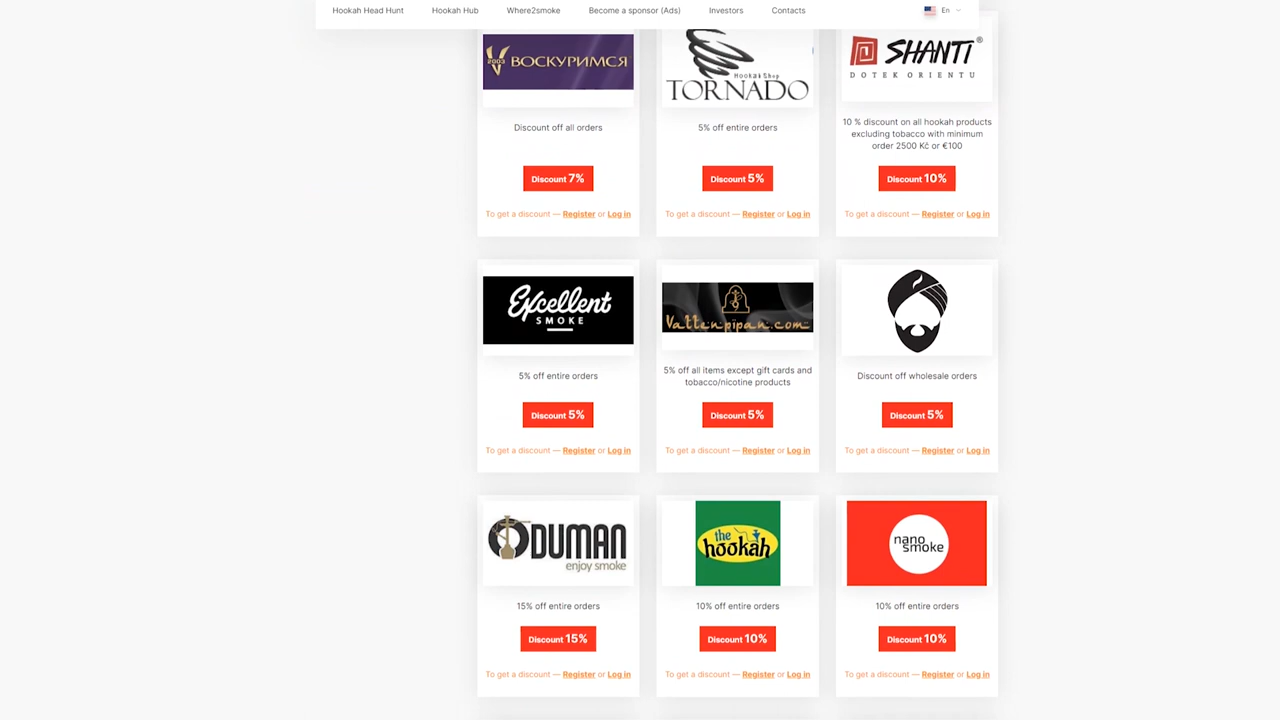 Hookah Head Hunt
Hookah Hub
Where2smoke
Become a sponsor (Ads)
Investors
Contacts
En
2003 ВОСКУРИМСЯ
Discount off all orders
Discount 7%
To get a discount — Register or Log in
Hookah Shop
TORNADO
5% off entire orders
Discount 5%
To get a discount — Register or Log in
SHANTI®
DOTEK ORIENTU
10 % discount on all hookah products
excluding tobacco with minimum
order 2500 Kč or €100
Discount 10%
To get a discount — Register or Log in
Excellent
SMOKE
5% off entire orders
Discount 5%
To get a discount — Register or Log in
Vattenpipan.com
5% off all items except gift cards and
tobacco/nicotine products
Discount 5%
To get a discount — Register or Log in
Discount off wholesale orders
Discount 5%
To get a discount — Register or Log in
ODUMAN
enjoy smoke
15% off entire orders
Discount 15%
To get a discount — Register or Log in
the
hookah
10% off entire orders
Discount 10%
To get a discount — Register or Log in
nano
smoke
10% off entire orders
Discount 10%
To get a discount — Register or Log in